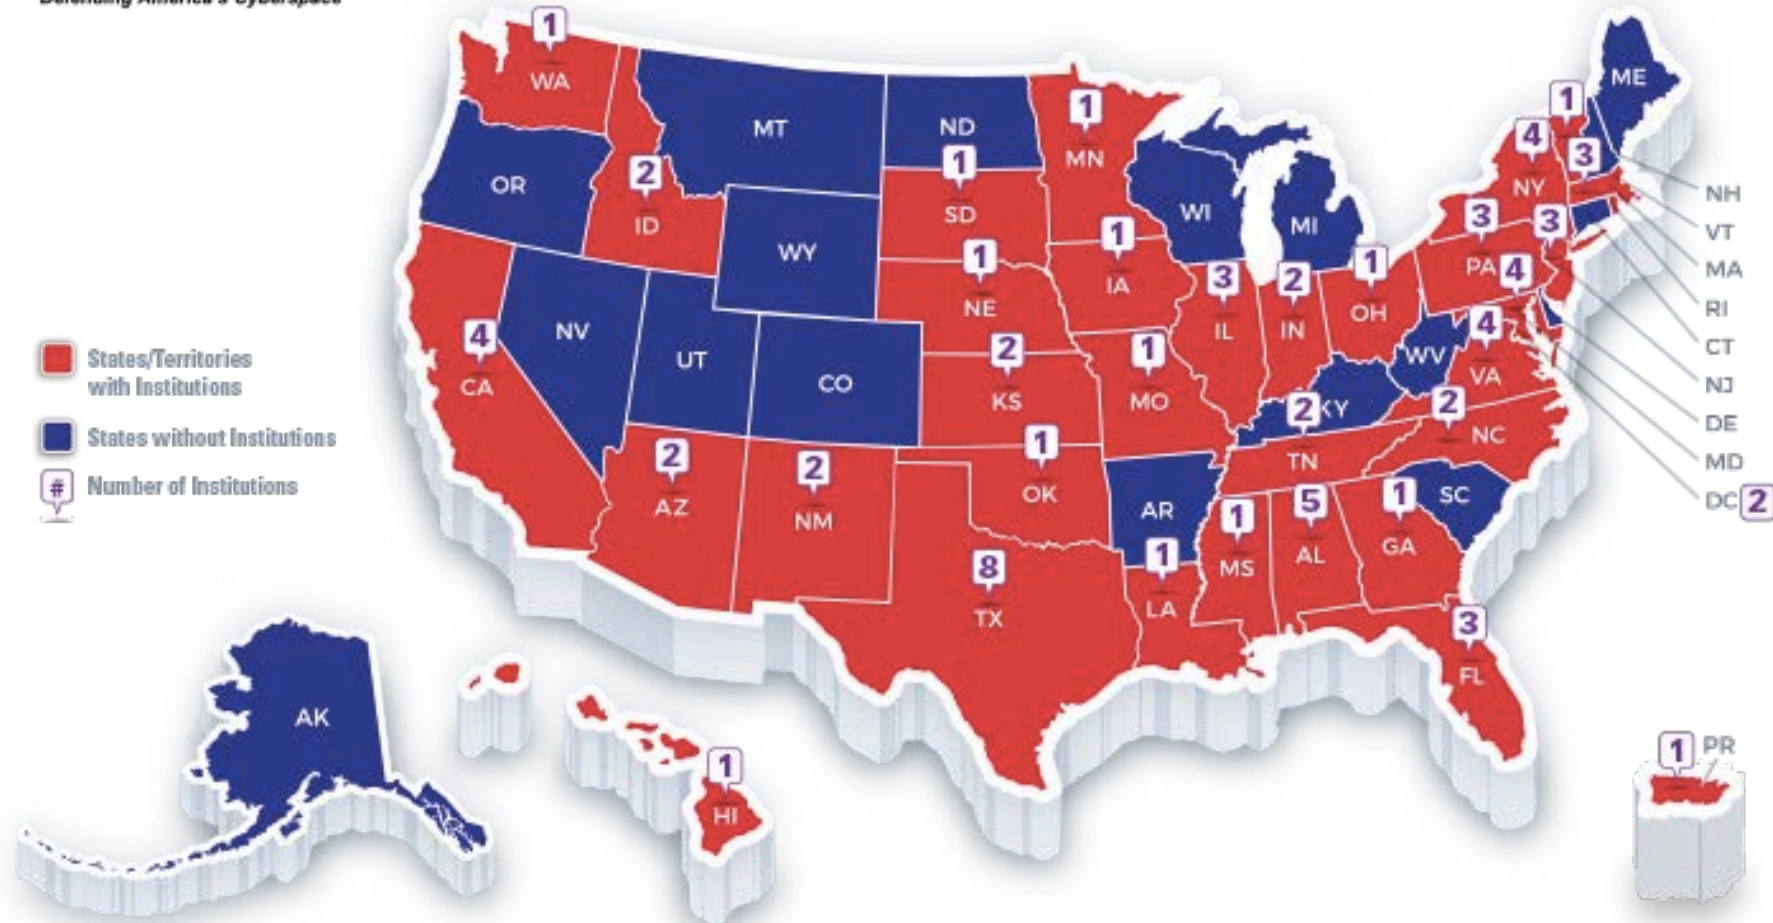 Defending America's Cyberspace
1
WA
MT
ND
1
MN
ME
1
4
NY
3
OR
2
ID
1
SD
WI
MI
3
PA
3
4
NH
VT
MA
RI
CT
NJ
DE
MD
DC 2
WY
1
NE
1
IA
3
IL
2
IN
1
OH
4
VA
WV
4
CA
NV
UT
CO
2
KS
1
MO
2
KY
2
NC
TN
States/Territories
with Institutions
States without Institutions
# Number of Institutions
2
AZ
2
NM
1
OK
AR
1
MS
5
AL
1
GA
SC
8
TX
1
LA
3
FL
AK
1
HI
1 PR